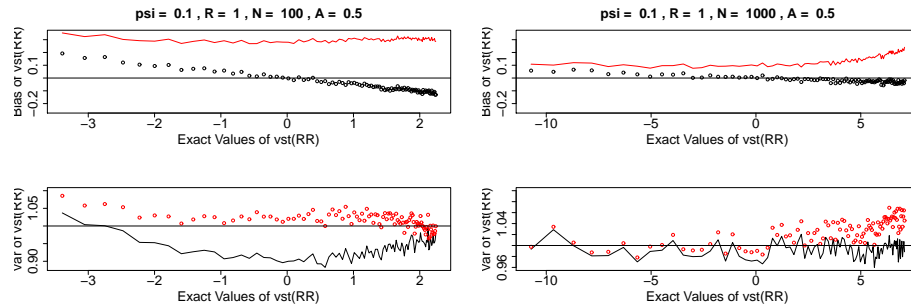 psi = 0.1 , R = 1 , N = 100 , A = 0.5
Bias of vst(RR)
0.1
-0.2
−3 −2 −1 0 1 2
Exact Values of vst(RR)
psi = 0.1 , R = 1 , N = 1000 , A = 0.5
Bias of vst(RR)
0.1
-0.2
−10 −5 0 5
Exact Values of vst(RR)
var of vst(RR)
1.05
0.90
−3 −2 −1 0 1 2
Exact Values of vst(RR)
var of vst(RR)
1.04
0.96
−10 −5 0 5
Exact Values of vst(RR)